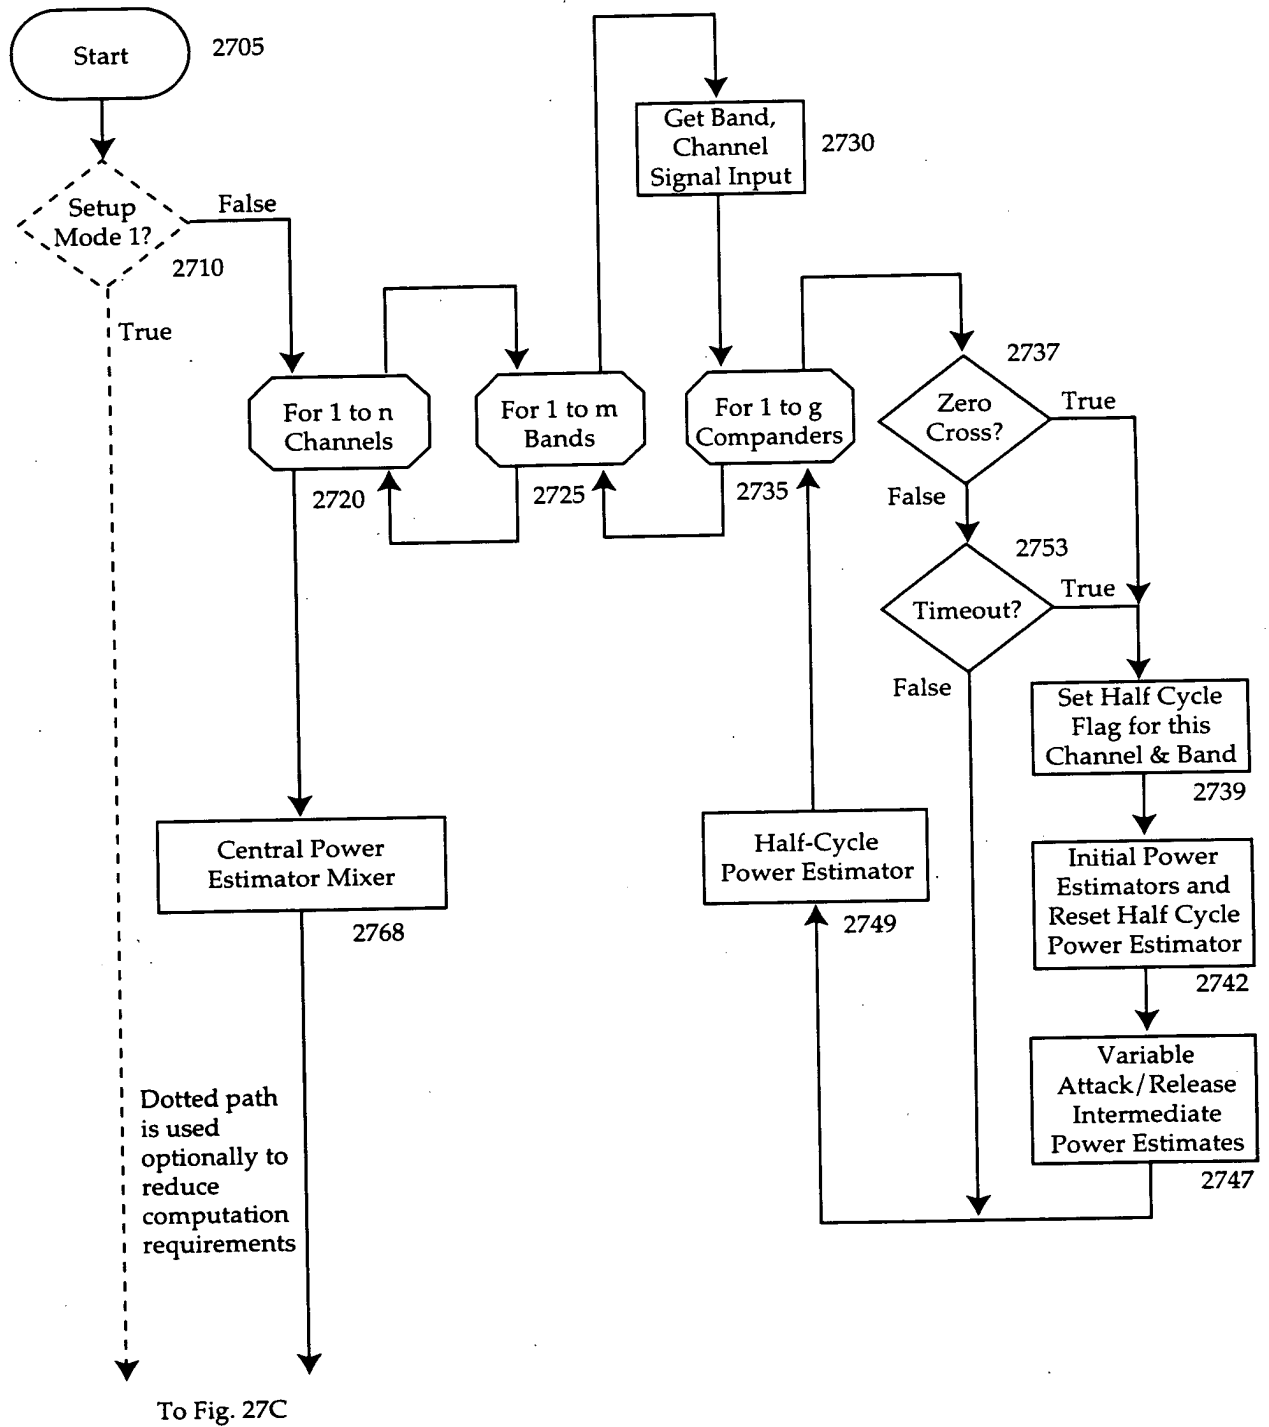 Start
2705
Setup
Mode 1?
2710
False
True
Get Band,
Channel
Signal Input
2730
For 1 to n
Channels
2720
For 1 to m
Bands
2725
For 1 to g
Companders
2735
2737
Zero
Cross?
True
False
2753
Timeout?
True
False
Set Half Cycle
Flag for this
Channel & Band
2739
Initial Power
Estimators and
Reset Half Cycle
Power Estimator
2742
Variable
Attack/Release
Intermediate
Power Estimates
2747
Half-Cycle
Power Estimator
2749
Central Power
Estimator Mixer
2768
Dotted path
is used
optionally to
reduce
computation
requirements
To Fig. 27C